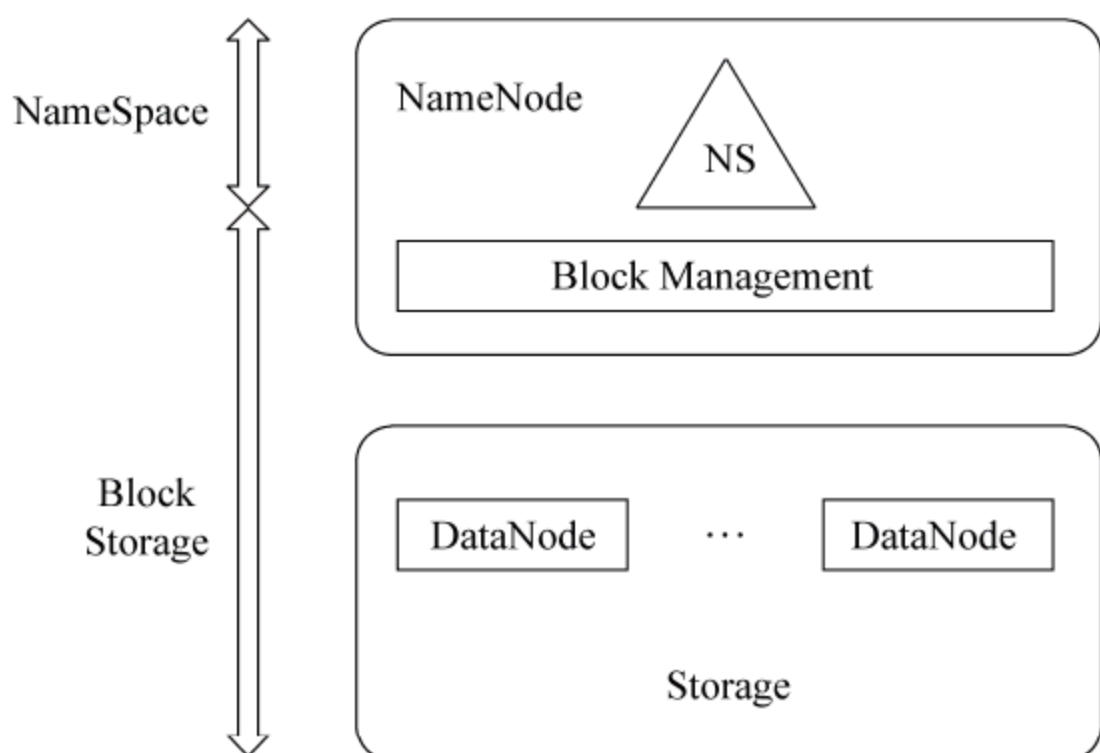 NameSpace
NameNode
NS
Block Management
Block
Storage
DataNode
...
DataNode
Storage